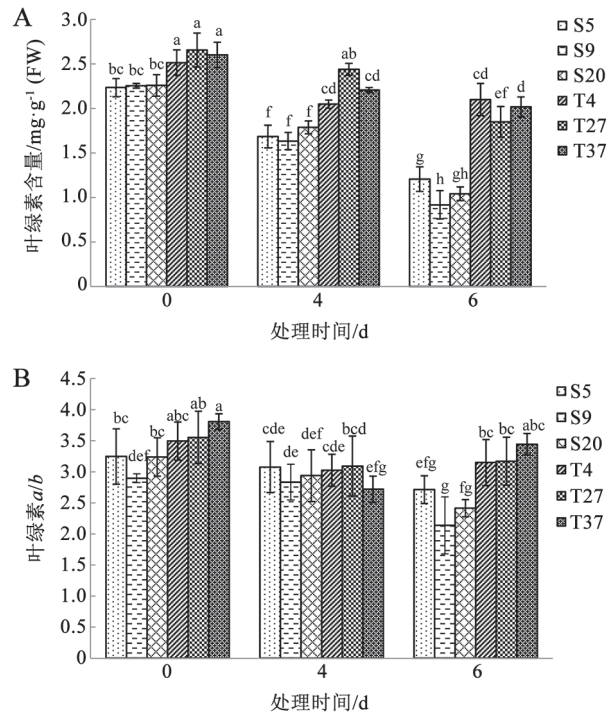 A
叶绿素含量/mg·g⁻¹ (FW)
3.0
2.5
2.0
1.5
1.0
0.5
0.0
bc bc bc a a a
f f f cd ab cd
g h gh cd ef d
0 4 6
处理时间/d
S5
S9
S20
T4
T27
T37
B
叶绿素a/b
4.5
4.0
3.5
3.0
2.5
2.0
1.5
1.0
0.5
0
bc def bc abc ab a
cde de def cde bcd efg
efg g fg bc bc abc
0 4 6
处理时间/d
S5
S9
S20
T4
T27
T37